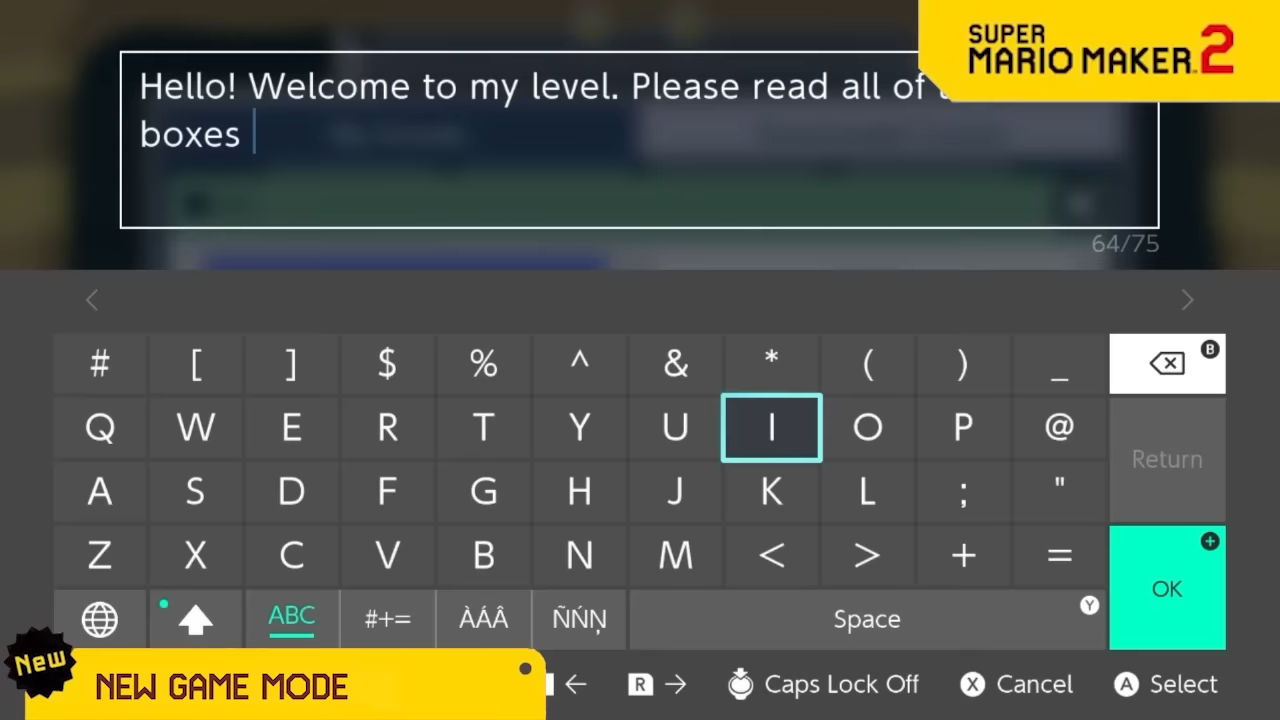 SUPER
MARIO MAKER 2
Hello! Welcome to my level. Please read all of
boxes
64/75
# [ ] $ % ^ & * ( ) _ B
Q W E R T Y U I O P @
Return
A S D F G H J K L ; "
Z X C V B N M < > + =
OK
ABC #+= ÀÁÂ ÑŃŅ Space Y
New
NEW GAME MODE
← R → Caps Lock Off X Cancel A Select